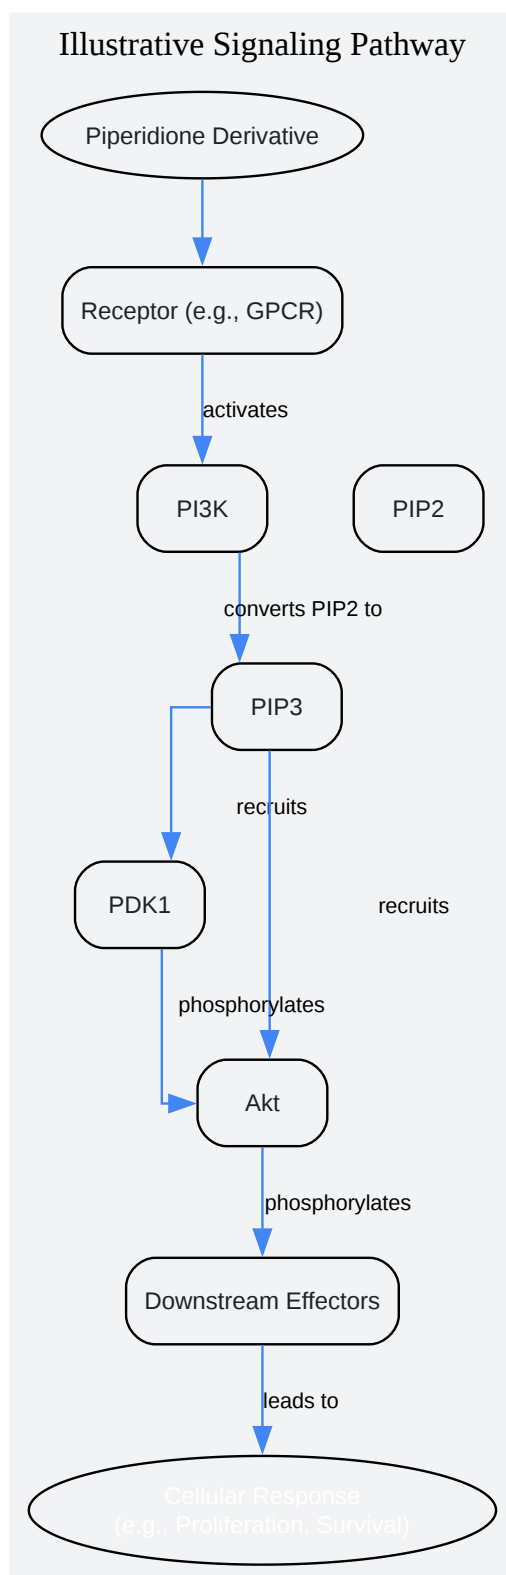 Illustrative Signaling Pathway
Piperidione Derivative
Receptor (e.g., GPCR)
activates
PI3K
PIP2
converts PIP2 to
PIP3
recruits
PDK1
recruits
phosphorylates
Akt
phosphorylates
Downstream Effectors
leads to
Cellular Response
(e.g., Proliferation, Survival)